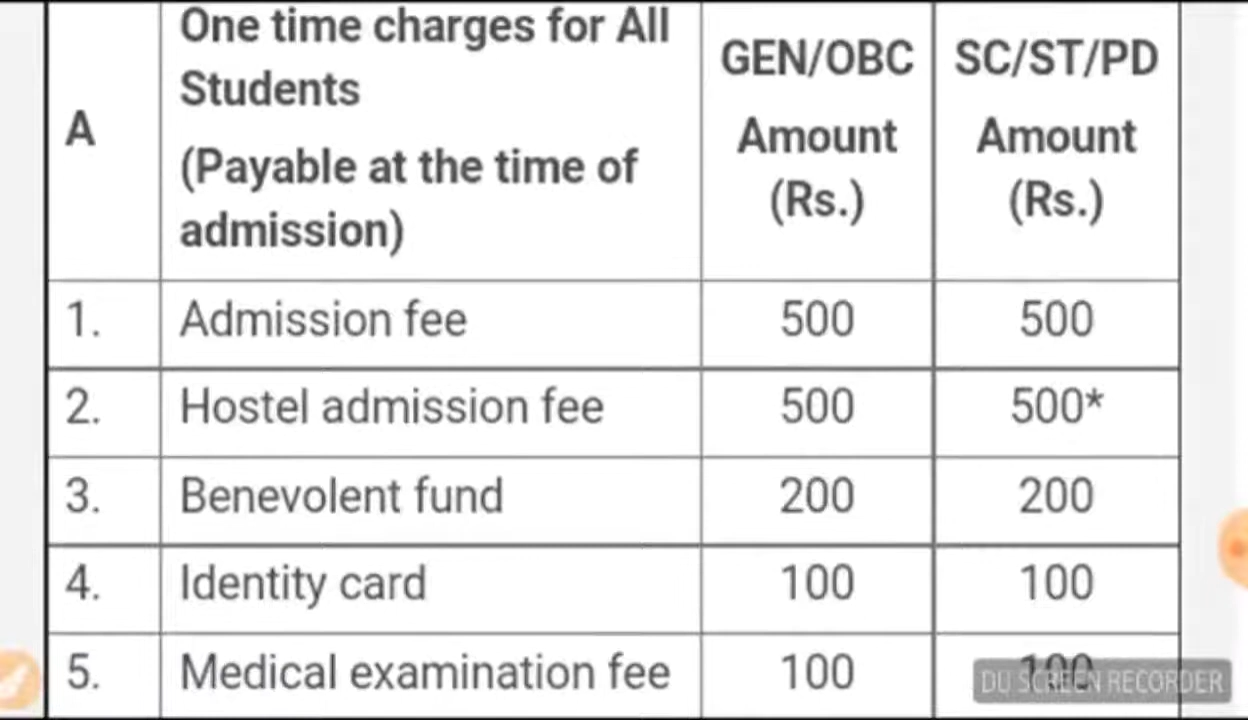 One time charges for All
Students
(Payable at the time of
admission)
A
GEN/OBC
Amount
(Rs.)
SC/ST/PD
Amount
(Rs.)
1. Admission fee 500 500
2. Hostel admission fee 500 500*
3. Benevolent fund 200 200
4. Identity card 100 100
5. Medical examination fee 100 100
DU SCREEN RECORDER